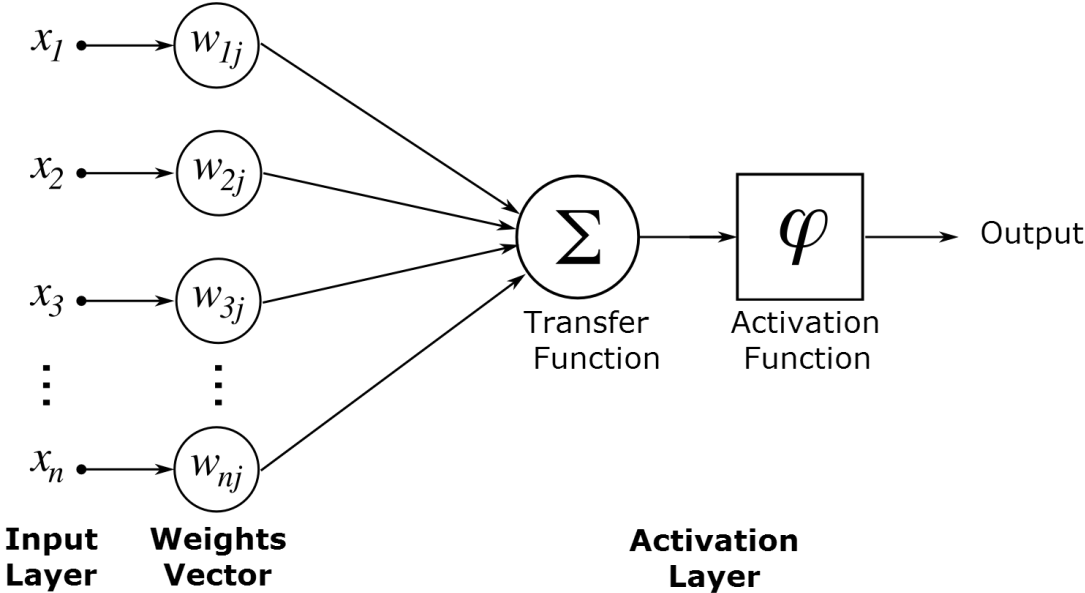 x1 w1j
x2 w2j
Σ φ Output
x3 w3j
Transfer Function
Activation Function
xn wnj
Input Layer
Weights Vector
Activation Layer